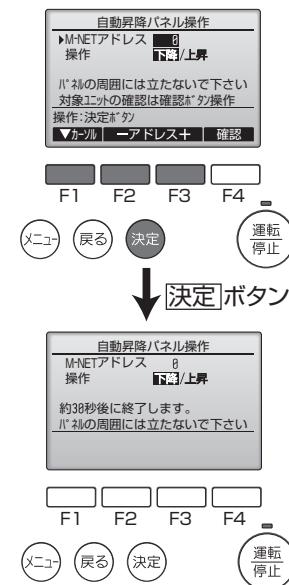 自動昇降パネル操作
▶M-NETアドレス 0
操作 下降/上昇
パネルの周囲には立たないで下さい
対象ユニットの確認は確認ボタン操作
操作:決定ボタン
▼カーソル ーアドレス＋ 確認
F1 F2 F3 F4
メニュー 戻る 決定 運転
停止
決定ボタン
自動昇降パネル操作
M-NETアドレス 0
操作 下降/上昇
約30秒後に終了します。
パネルの周囲には立たないで下さい
F1 F2 F3 F4
メニュー 戻る 決定 運転
停止